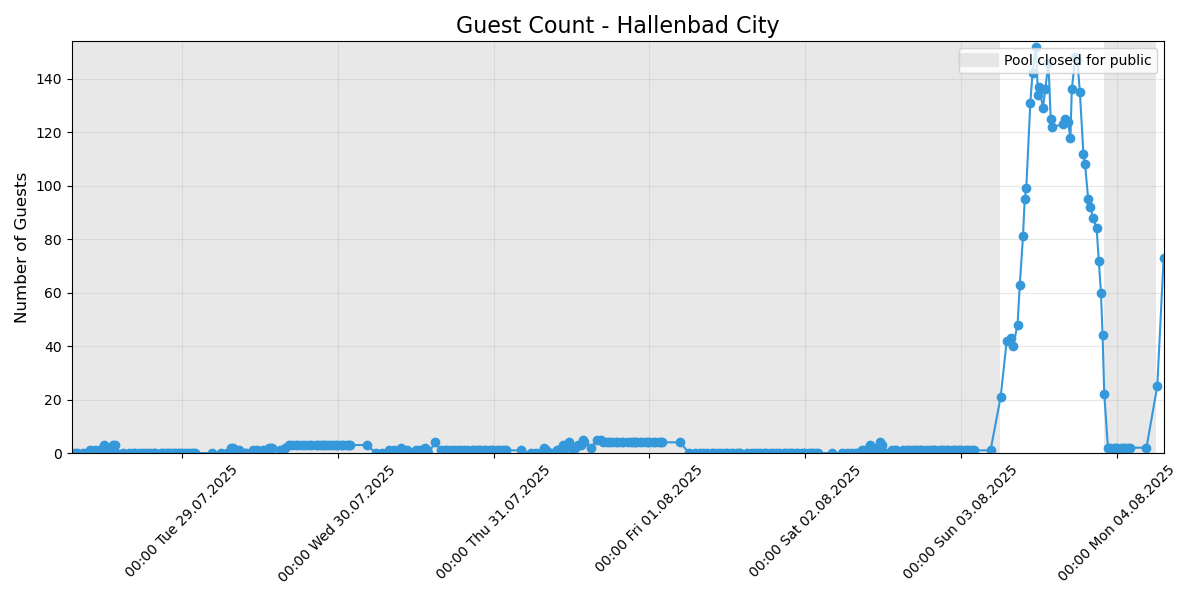 Guest Count - Hallenbad City
Pool closed for public
Number of Guests
140
120
100
80
60
40
20
0
00:00 Tue 29.07.2025
00:00 Wed 30.07.2025
00:00 Thu 31.07.2025
00:00 Fri 01.08.2025
00:00 Sat 02.08.2025
00:00 Sun 03.08.2025
00:00 Mon 04.08.2025